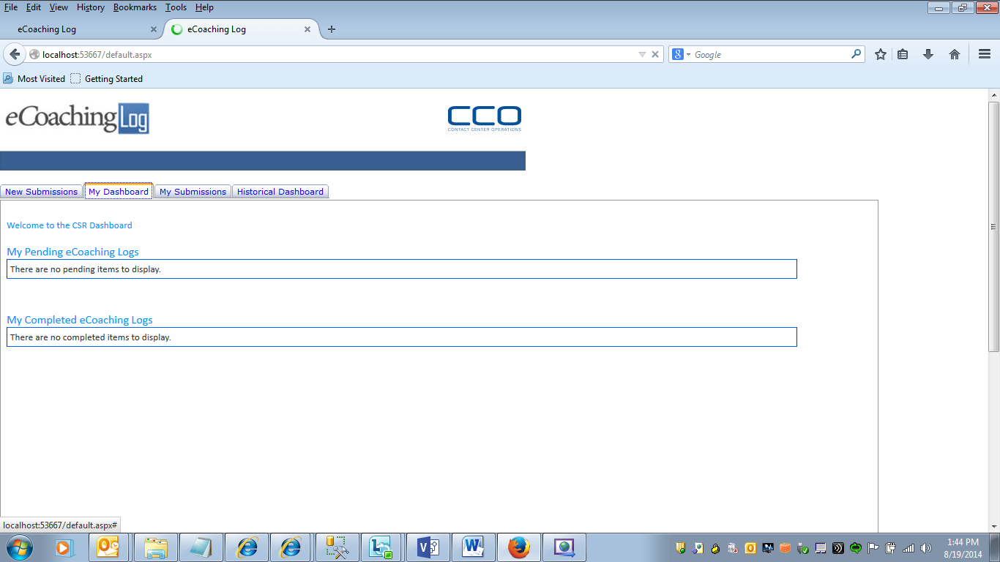 File Edit View History Bookmarks Tools Help
eCoaching Log
eCoaching Log
localhost:53667/default.aspx
Google
Most Visited Getting Started
eCoaching Log
CCO
CONTACT CENTER OPERATIONS
New Submissions My Dashboard My Submissions Historical Dashboard
Welcome to the CSR Dashboard
My Pending eCoaching Logs
There are no pending items to display.
My Completed eCoaching Logs
There are no completed items to display.
localhost:53667/default.aspx#
1:44 PM
8/19/2014